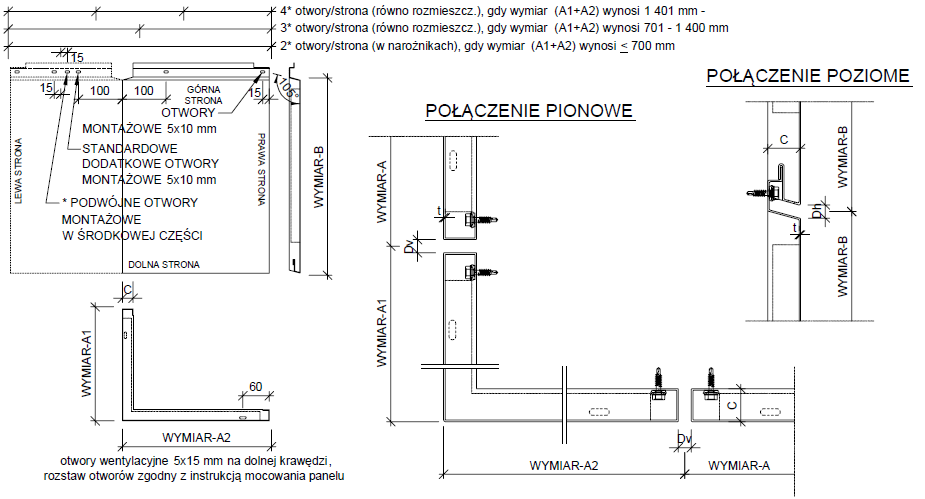 4* otwory/strona (równo rozmieszcz.), gdy wymiar (A1+A2) wynosi 1 401 mm -
3* otwory/strona (równo rozmieszcz.), gdy wymiar (A1+A2) wynosi 701 - 1 400 mm
2* otwory/strona (w narożnikach), gdy wymiar (A1+A2) wynosi ≤ 700 mm
15
15
100
100
GÓRNA
STRONA
15
105°
OTWORY
MONTAŻOWE 5x10 mm
STANDARDOWE
DODATKOWE OTWORY
MONTAŻOWE 5x10 mm
* PODWÓJNE OTWORY
MONTAŻOWE
W ŚRODKOWEJ CZĘŚCI
LEWA STRONA
PRAWA STRONA
DOLNA STRONA
WYMIAR-B
C
WYMIAR-A1
60
WYMIAR-A2
otwory wentylacyjne 5x15 mm na dolnej krawędzi,
rozstaw otworów zgodny z instrukcją mocowania panelu
POŁĄCZENIE PIONOWE
WYMIAR-A
t
Dv
WYMIAR-A1
C
Dv
WYMIAR-A2
WYMIAR-A
POŁĄCZENIE POZIOME
C
WYMIAR-B
Dh
t
WYMIAR-B